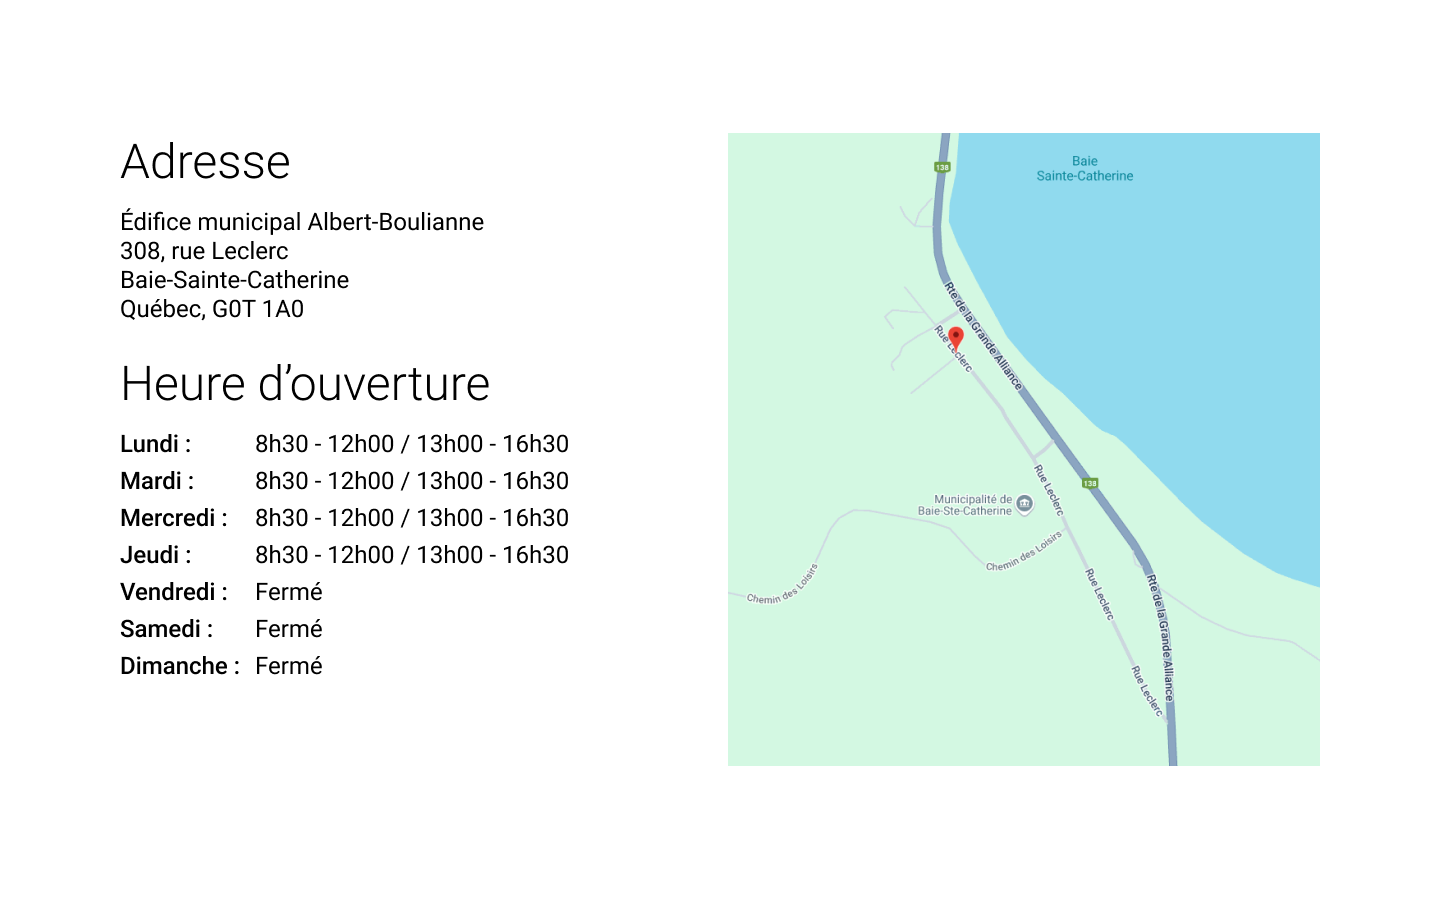 Adresse
Édifice municipal Albert-Boulianne
308, rue Leclerc
Baie-Sainte-Catherine
Québec, G0T 1A0
Heure d’ouverture
Lundi : 8h30 - 12h00 / 13h00 - 16h30
Mardi : 8h30 - 12h00 / 13h00 - 16h30
Mercredi : 8h30 - 12h00 / 13h00 - 16h30
Jeudi : 8h30 - 12h00 / 13h00 - 16h30
Vendredi : Fermé
Samedi : Fermé
Dimanche : Fermé
138
Baie
Sainte-Catherine
Rte de la Grande Alliance
Rue Leclerc
138
Rue Leclerc
Municipalité de
Baie-Ste-Catherine
Chemin des Loisirs
Chemin des Loisirs
Rue Leclerc
Rte de la Grande Alliance
Rue Leclerc